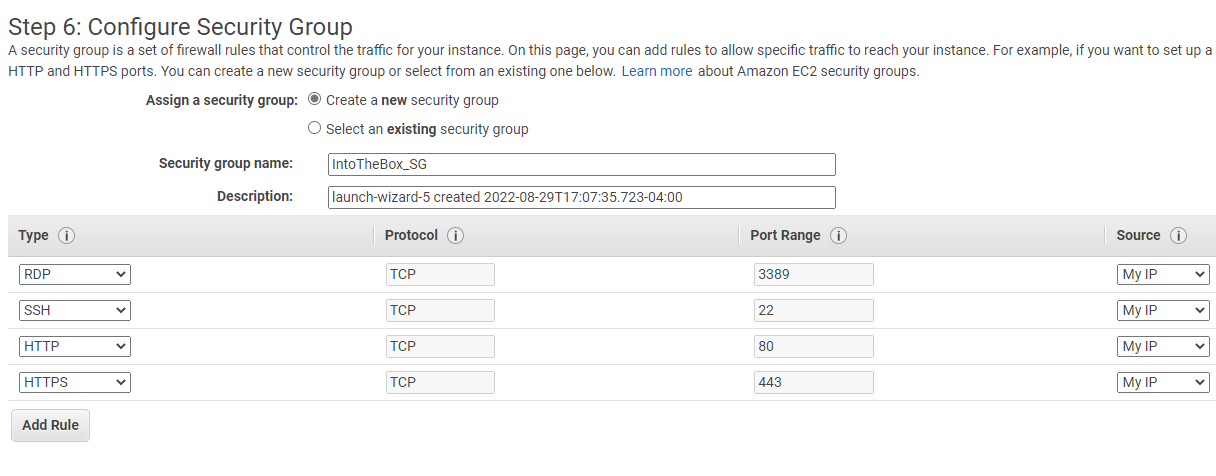 Step 6: Configure Security Group
A security group is a set of firewall rules that control the traffic for your instance. On this page, you can add rules to allow specific traffic to reach your instance. For example, if you want to set up a
HTTP and HTTPS ports. You can create a new security group or select from an existing one below. Learn more about Amazon EC2 security groups.
Assign a security group: Create a new security group
Select an existing security group
Security group name: IntoTheBox_SG
Description: launch-wizard-5 created 2022-08-29T17:07:35.723-04:00
Type i Protocol i Port Range i Source i
RDP TCP 3389 My IP
SSH TCP 22 My IP
HTTP TCP 80 My IP
HTTPS TCP 443 My IP
Add Rule